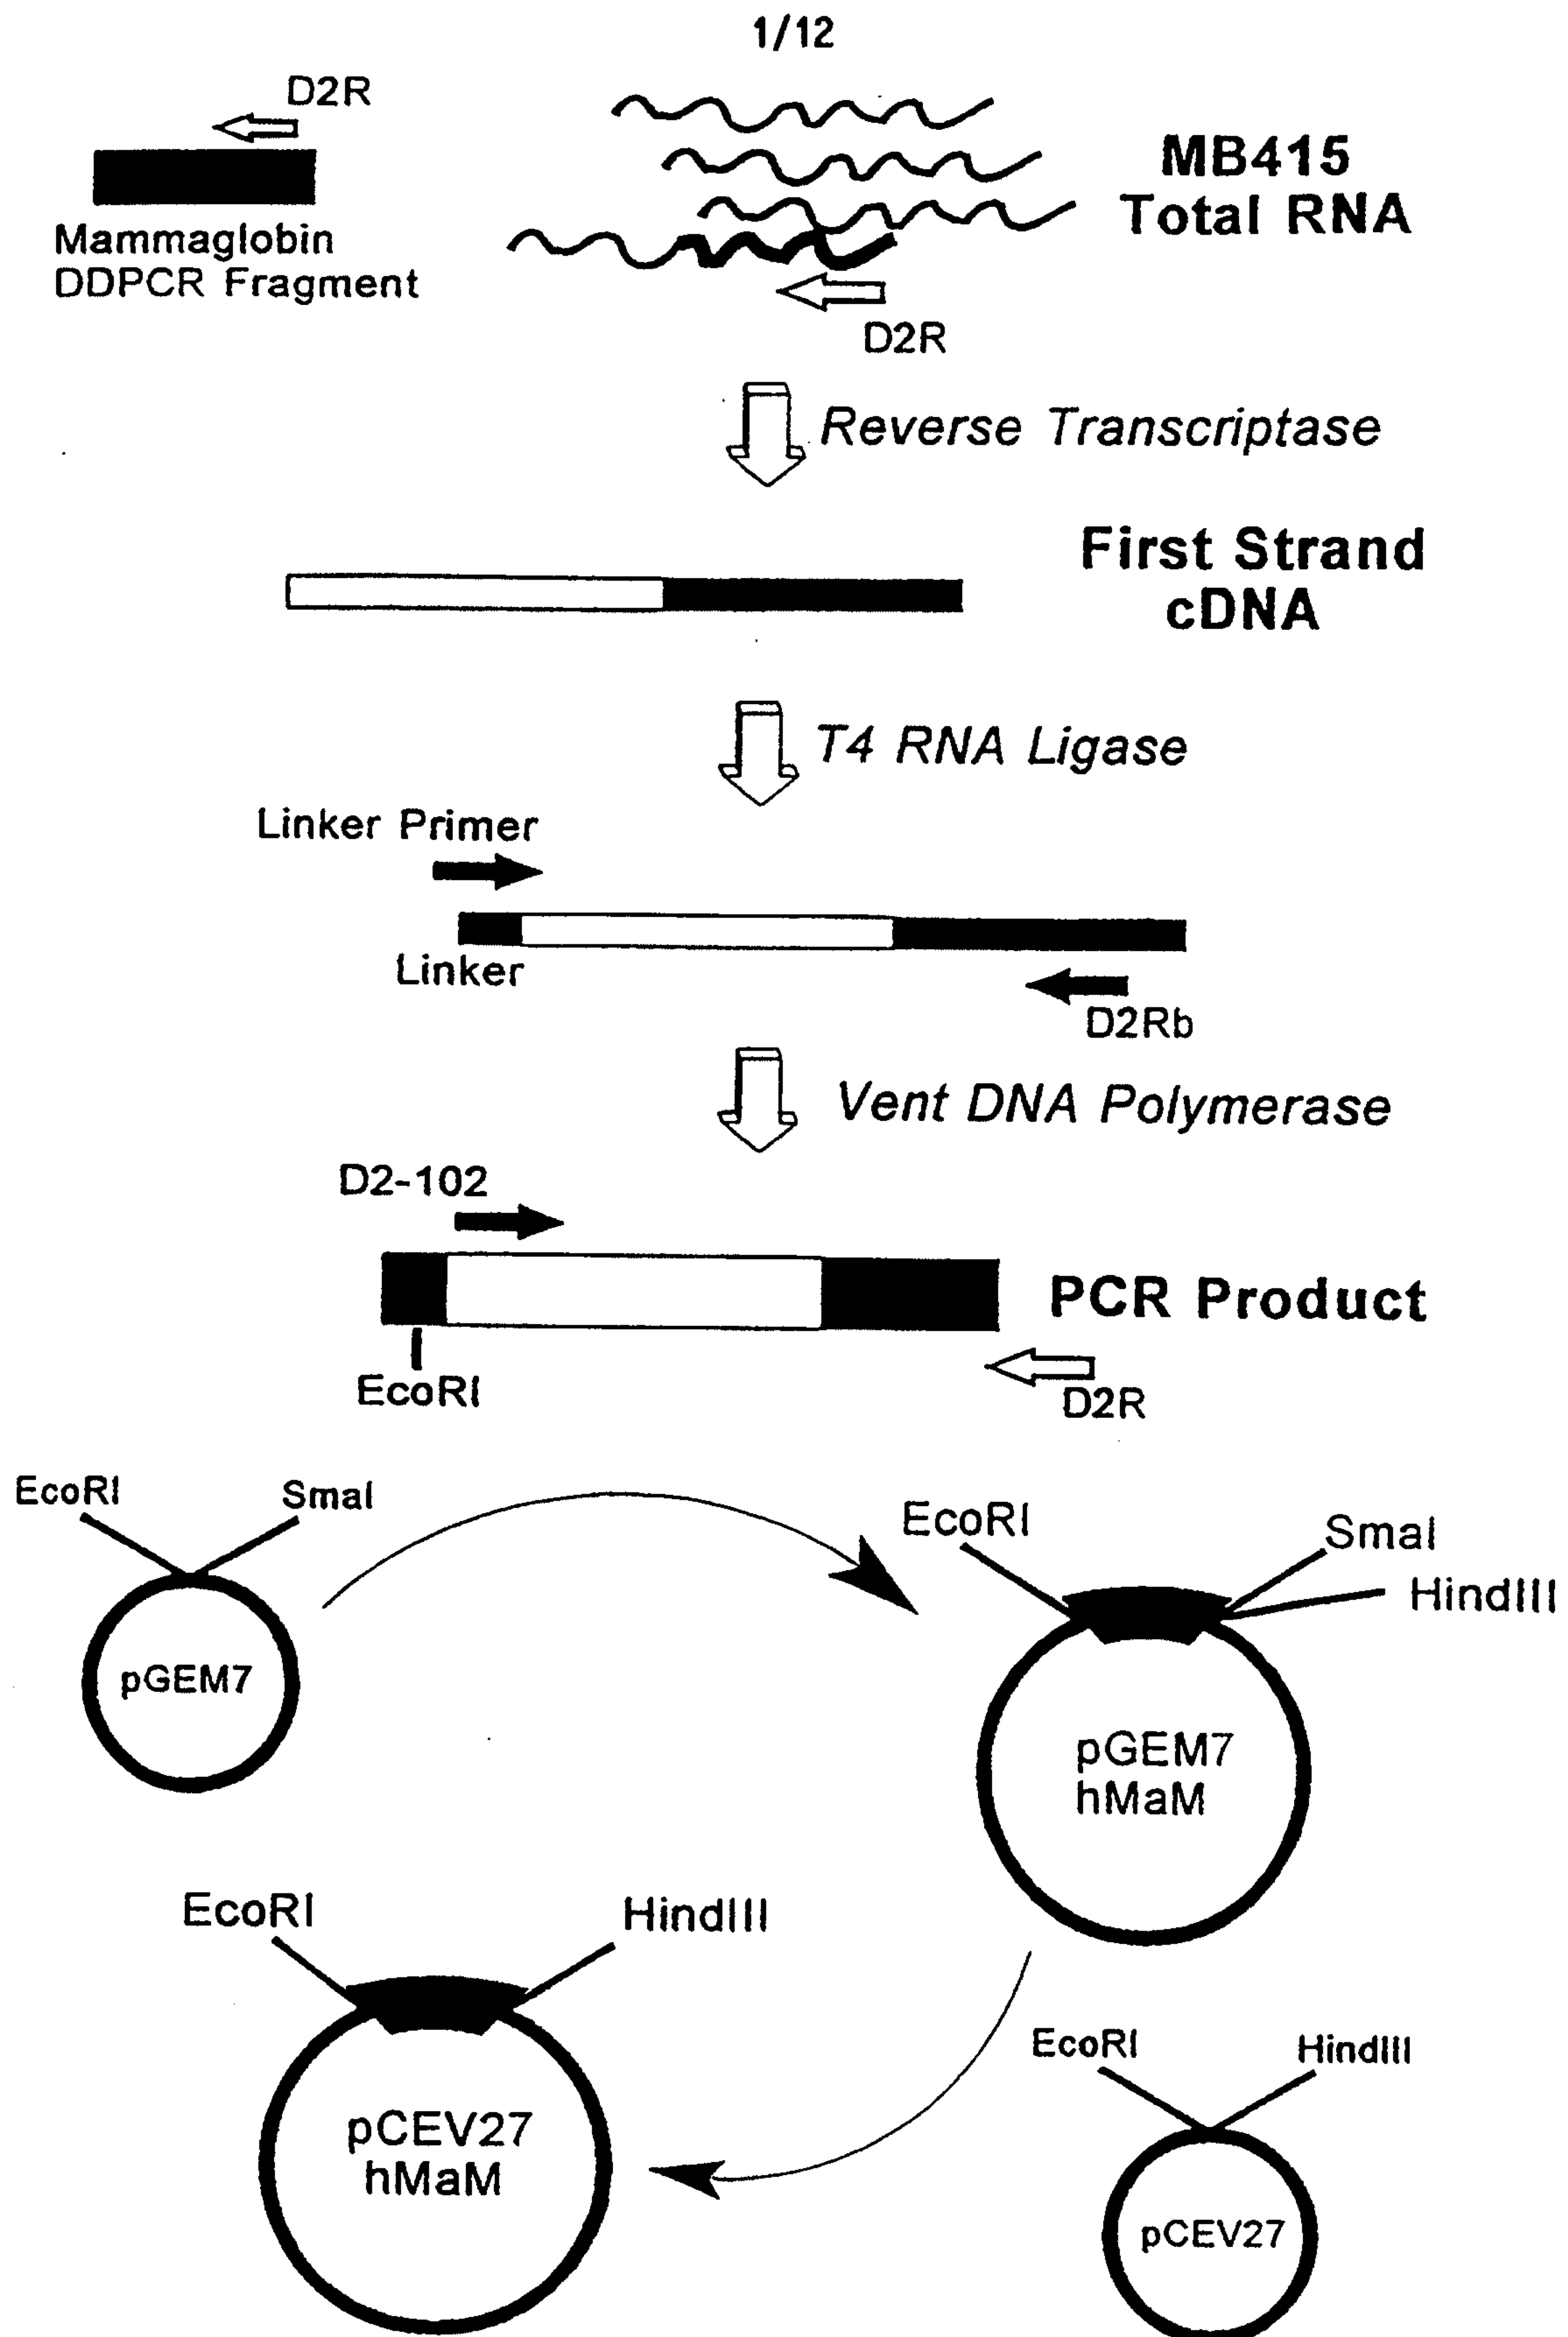 1/12
D2R
MB415
Total RNA
Mammaglobin
DDPCR Fragment
D2R
Reverse Transcriptase
First Strand
cDNA
T4 RNA Ligase
Linker Primer
Linker
D2Rb
Vent DNA Polymerase
D2-102
PCR Product
EcoRI
D2R
EcoRI
SmaI
EcoRI
SmaI
HindIII
pGEM7
pGEM7
hMaM
EcoRI
HindIII
EcoRI
HindIII
pCEV27
hMaM
pCEV27